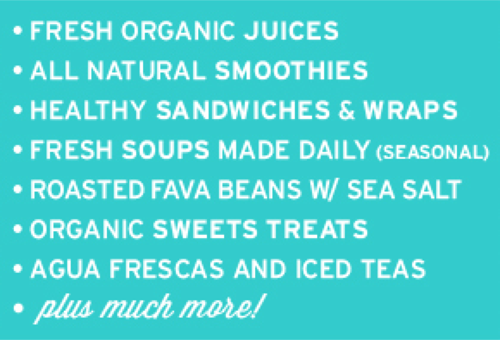 • FRESH ORGANIC JUICES
• ALL NATURAL SMOOTHIES
• HEALTHY SANDWICHES & WRAPS
• FRESH SOUPS MADE DAILY (SEASONAL)
• ROASTED FAVA BEANS W/ SEA SALT
• ORGANIC SWEETS TREATS
• AGUA FRESCAS AND ICED TEAS
• plus much more!